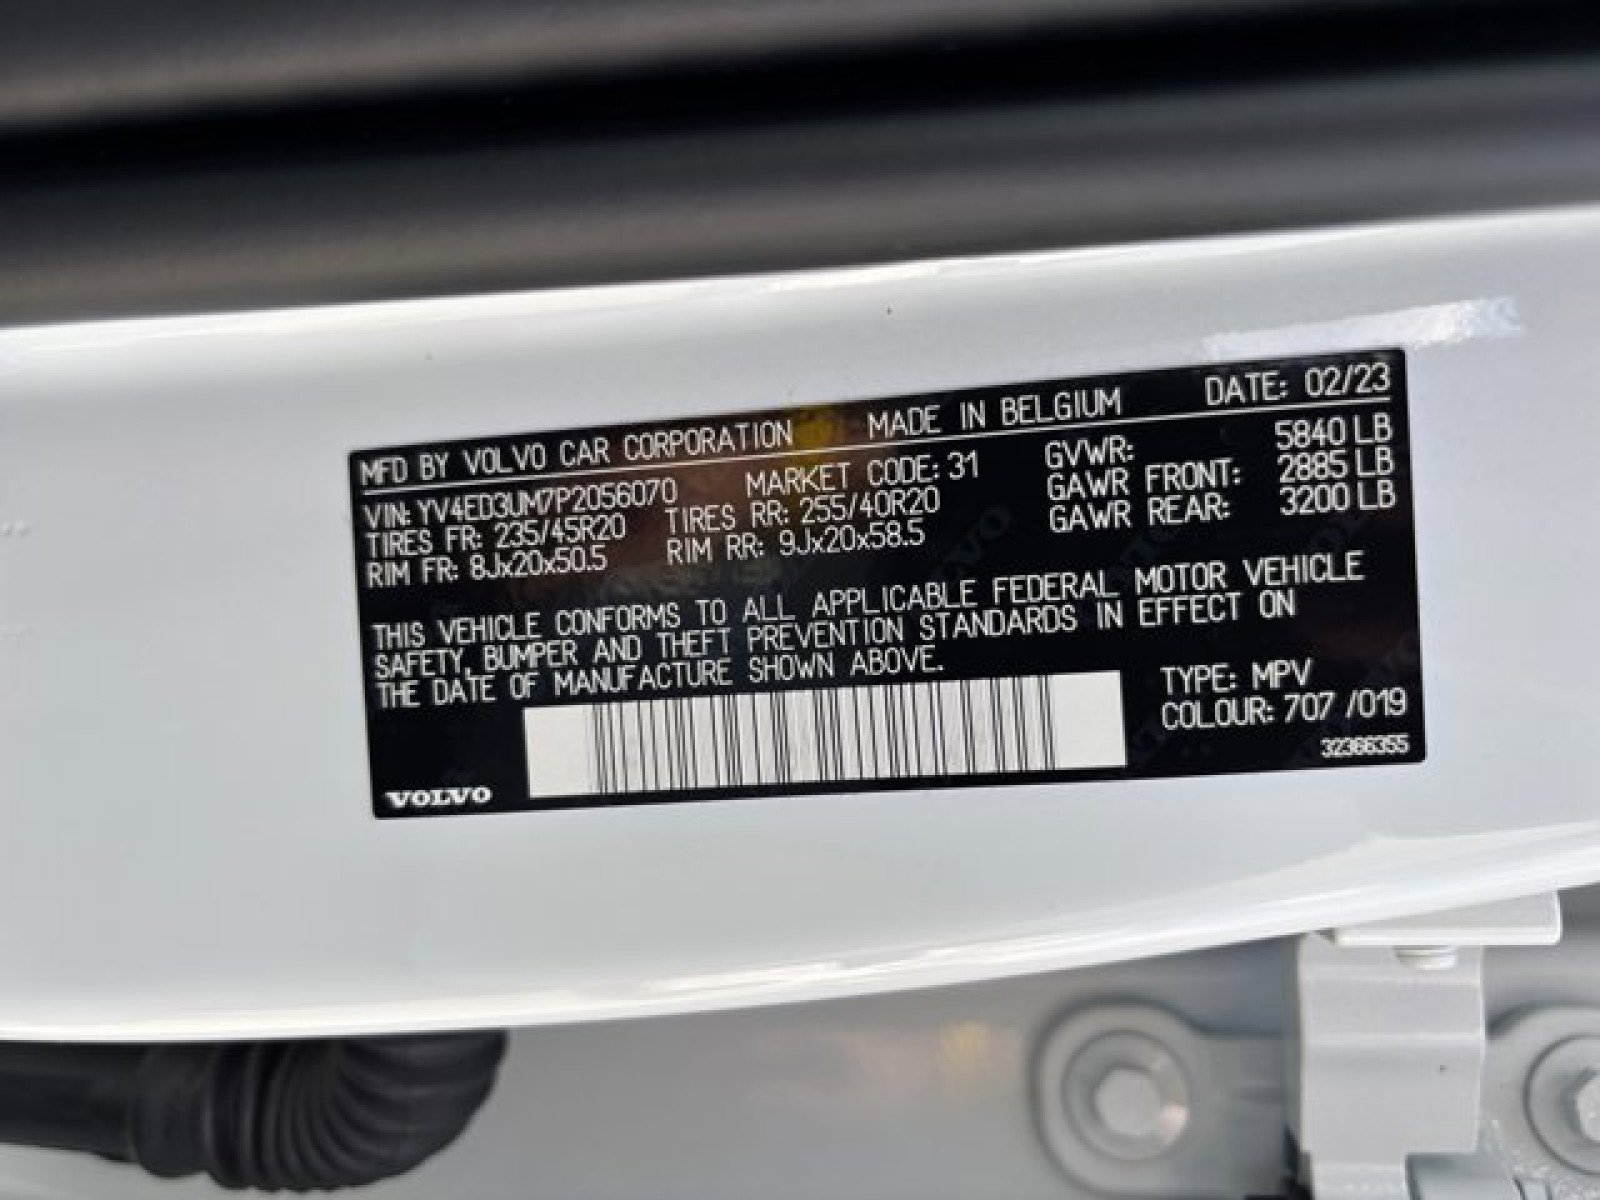 MFD BY VOLVO CAR CORPORATION MADE IN BELGIUM DATE: 02/23
VIN: YV4ED3UM7P2056070 MARKET CODE: 31 GVWR: 5840 LB
TIRES FR: 235/45R20 TIRES RR: 255/40R20 GAWR FRONT: 2885 LB
RIM FR: 8Jx20x50.5 RIM RR: 9Jx20x58.5 GAWR REAR: 3200 LB
THIS VEHICLE CONFORMS TO ALL APPLICABLE FEDERAL MOTOR VEHICLE
SAFETY, BUMPER AND THEFT PREVENTION STANDARDS IN EFFECT ON
THE DATE OF MANUFACTURE SHOWN ABOVE.
TYPE: MPV
COLOUR: 707 /019
32366355
VOLVO